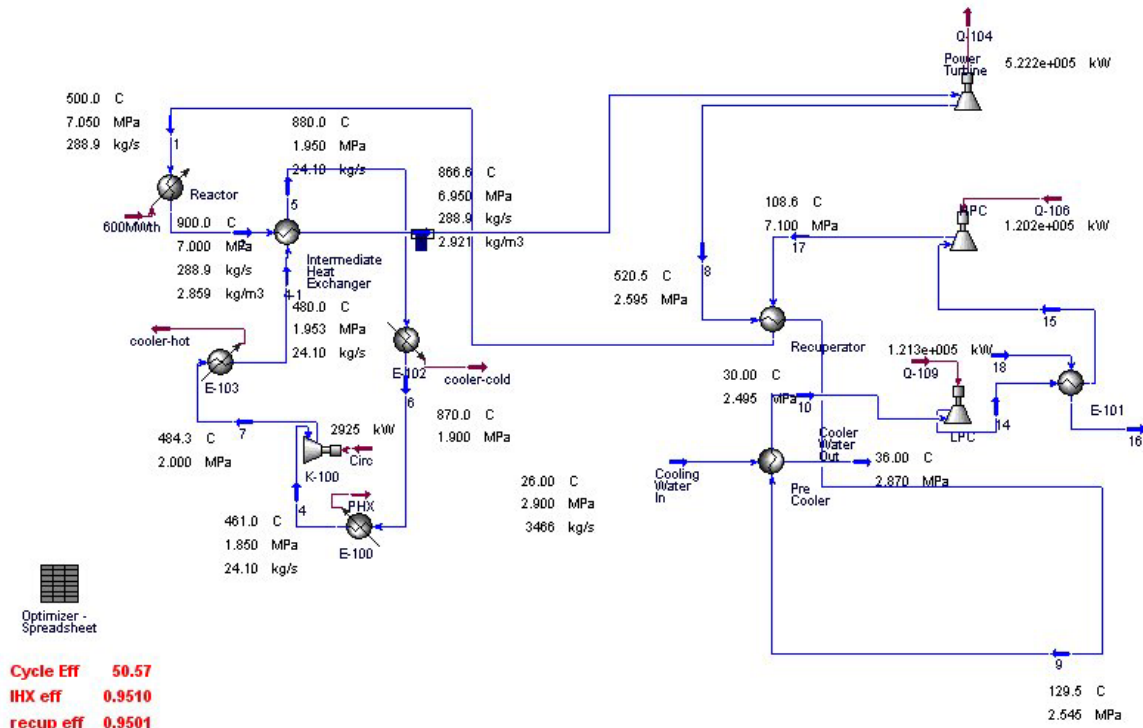 Q-104
Power
Turbine
5.222e+005 kW
500.0 C
7.050 MPa
288.9 kg/s
1
Reactor
600MWth
880.0 C
1.950 MPa
24.10 kg/s
5
866.6 C
6.950 MPa
288.9 kg/s
2.921 kg/m3
900.0 C
7.000 MPa
2
288.9 kg/s
2.859 kg/m3
Intermediate
Heat
Exchanger
4-1
480.0 C
1.953 MPa
24.10 kg/s
108.6 C
7.100 MPa
17
Q-106
1.202e+005 kW
520.5 C
2.595 MPa
8
15
Recuperator
cooler-hot
E-103
E-102
cooler-cold
6
870.0 C
1.900 MPa
7
484.3 C
2.000 MPa
2925 kW
Circ
K-100
4
PHX
461.0 C
1.850 MPa
24.10 kg/s
E-100
1.213e+005 kW
Q-109
18
E-101
16
14
LPC
30.00 C
2.495 MPa
10
Cooler
Water
Out
36.00 C
2.870 MPa
Cooling
Water
In
Pre
Cooler
26.00 C
2.900 MPa
3466 kg/s
9
129.5 C
2.545 MPa
Optimizer -
Spreadsheet
Cycle Eff 50.57
IHX eff 0.9510
recup eff 0.9501